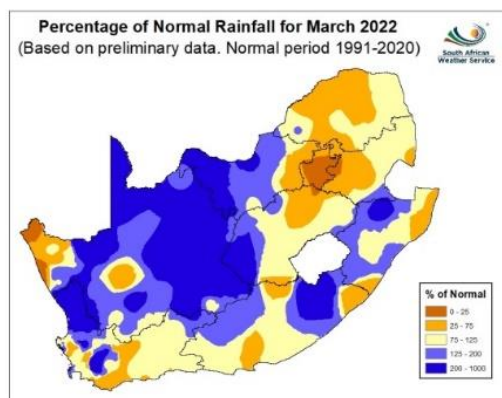 Percentage of Normal Rainfall for March 2022
(Based on preliminary data. Normal period 1991-2020)
South African
Weather Service
% of Normal
0 - 25
25 - 75
75 - 125
125 - 200
200 - 1000